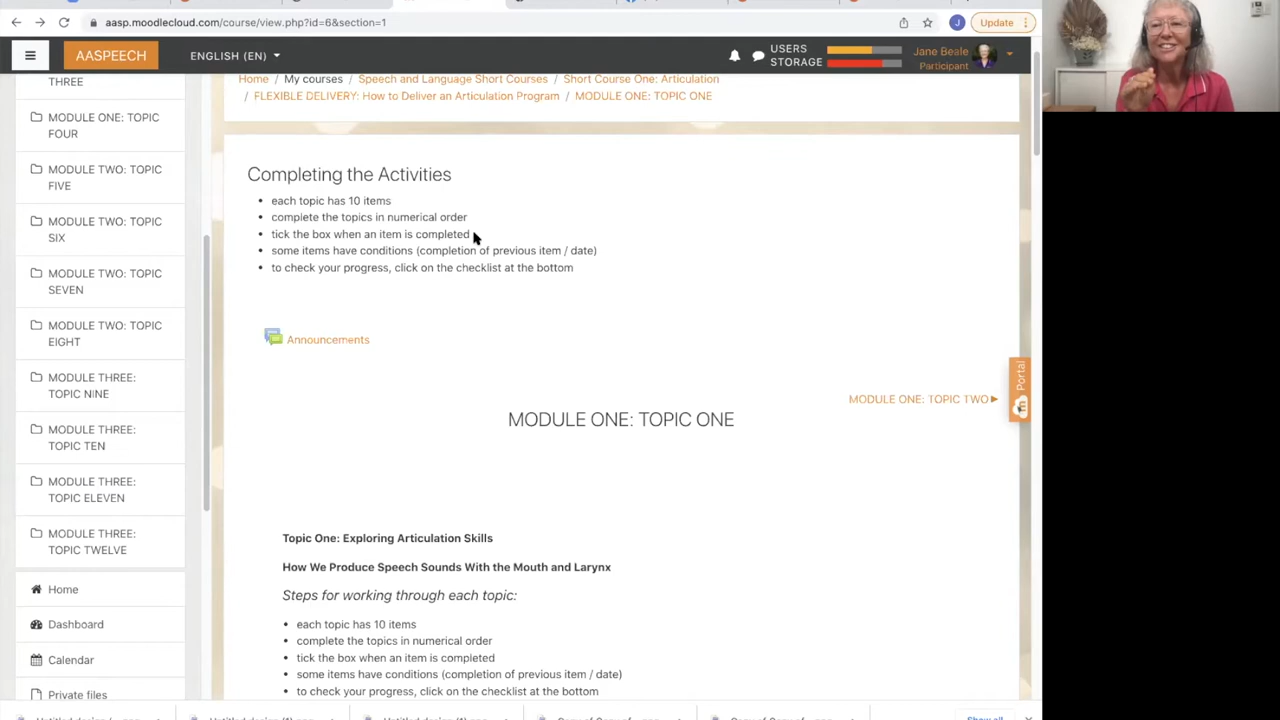 aasp.moodlecloud.com/course/view.php?id=6&section=1
J
Update
AASPEECH
ENGLISH (EN)
USERS
STORAGE
Jane Beale
Participant
THREE
MODULE ONE: TOPIC
FOUR
MODULE TWO: TOPIC
FIVE
MODULE TWO: TOPIC
SIX
MODULE TWO: TOPIC
SEVEN
MODULE TWO: TOPIC
EIGHT
MODULE THREE:
TOPIC NINE
MODULE THREE:
TOPIC TEN
MODULE THREE:
TOPIC ELEVEN
MODULE THREE:
TOPIC TWELVE
Home
Dashboard
Calendar
Private files
Home / My courses / Speech and Language Short Courses / Short Course One: Articulation
/ FLEXIBLE DELIVERY: How to Deliver an Articulation Program / MODULE ONE: TOPIC ONE
Completing the Activities
• each topic has 10 items
• complete the topics in numerical order
• tick the box when an item is completed
• some items have conditions (completion of previous item / date)
• to check your progress, click on the checklist at the bottom
Announcements
Portal
MODULE ONE: TOPIC TWO
MODULE ONE: TOPIC ONE
Topic One: Exploring Articulation Skills
How We Produce Speech Sounds With the Mouth and Larynx
Steps for working through each topic:
• each topic has 10 items
• complete the topics in numerical order
• tick the box when an item is completed
• some items have conditions (completion of previous item / date)
• to check your progress, click on the checklist at the bottom
Show all